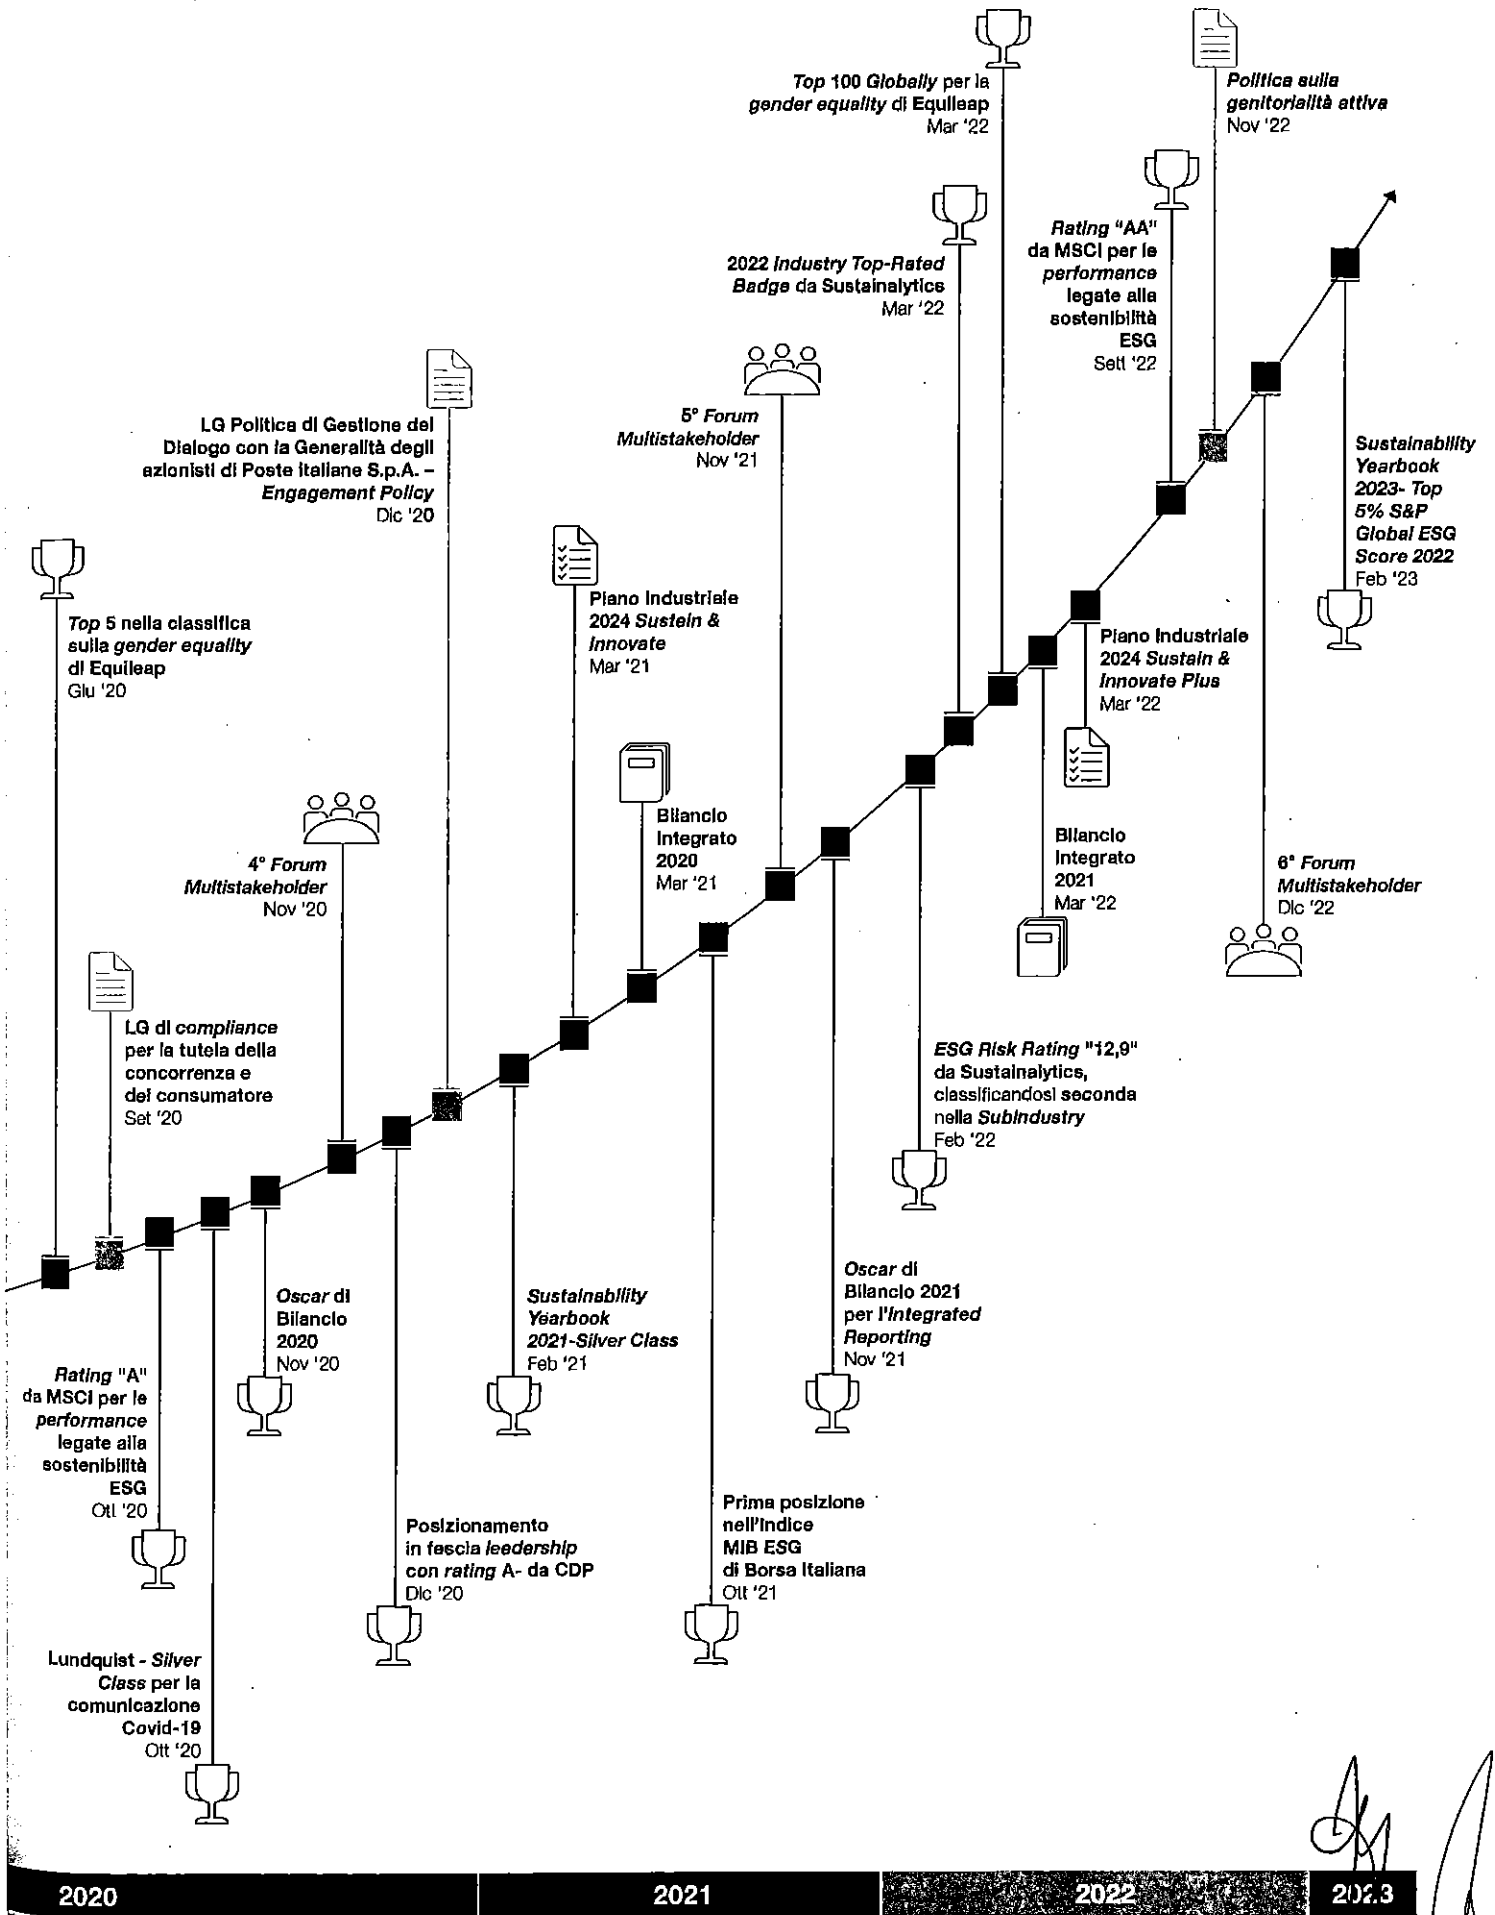 Top 100 Globally per la
gender equality di Equileap
Mar '22
Politica sulla
genitorialità attiva
Nov '22
2022 Industry Top-Rated
Badge da Sustainalytics
Mar '22
Rating "AA"
da MSCI per le
performance
legate alla
sostenibilità
ESG
Sett '22
LG Politica di Gestione del
Dialogo con la Generalità degli
azionisti di Poste Italiane S.p.A. –
Engagement Policy
Dic '20
5° Forum
Multistakeholder
Nov '21
Sustainability
Yearbook
2023- Top
5% S&P
Global ESG
Score 2022
Feb '23
Top 5 nella classifica
sulla gender equality
di Equileap
Giu '20
Piano Industriale
2024 Sustain &
Innovate
Mar '21
Piano Industriale
2024 Sustain &
Innovate Plus
Mar '22
4° Forum
Multistakeholder
Nov '20
Bilancio
Integrato
2020
Mar '21
Bilancio
Integrato
2021
Mar '22
6° Forum
Multistakeholder
Dic '22
LG di compliance
per la tutela della
concorrenza e
del consumatore
Set '20
ESG Risk Rating "12,9"
da Sustainalytics,
classificandosi seconda
nella Subindustry
Feb '22
Oscar di
Bilancio
2020
Nov '20
Sustainability
Yearbook
2021-Silver Class
Feb '21
Oscar di
Bilancio 2021
per l'Integrated
Reporting
Nov '21
Rating "A"
da MSCI per le
performance
legate alla
sostenibilità
ESG
Ott '20
Posizionamento
in fascia leadership
con rating A- da CDP
Dic '20
Prima posizione
nell'indice
MIB ESG
di Borsa Italiana
Ott '21
Lundquist - Silver
Class per la
comunicazione
Covid-19
Ott '20
2020
2021
2022
2023